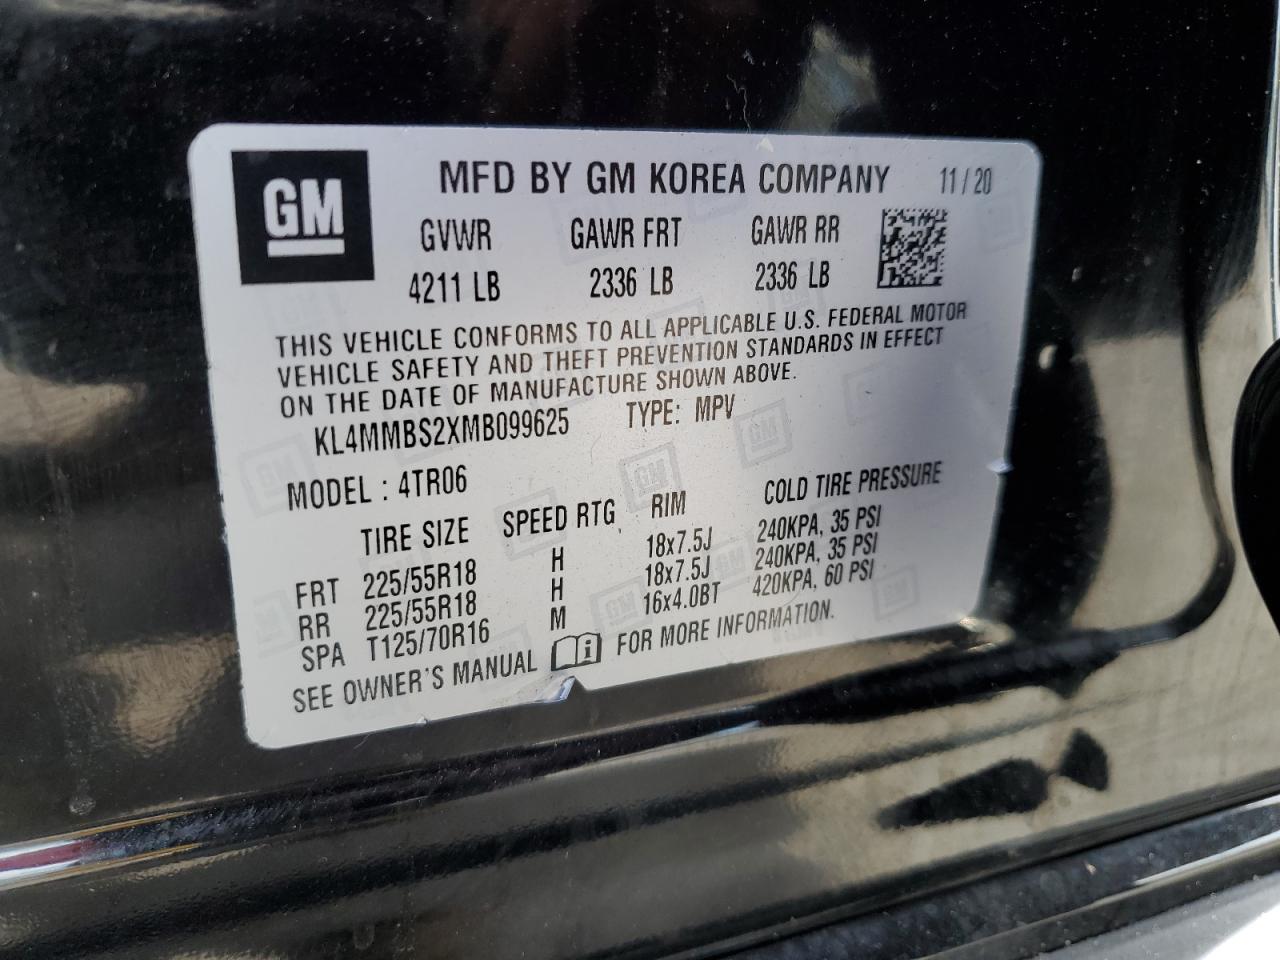 GM
MFD BY GM KOREA COMPANY 11/20
GVWR GAWR FRT GAWR RR
4211 LB 2336 LB 2336 LB
THIS VEHICLE CONFORMS TO ALL APPLICABLE U.S. FEDERAL MOTOR
VEHICLE SAFETY AND THEFT PREVENTION STANDARDS IN EFFECT
ON THE DATE OF MANUFACTURE SHOWN ABOVE.
KL4MMBS2XMB099625 TYPE: MPV
MODEL : 4TR06
TIRE SIZE SPEED RTG RIM COLD TIRE PRESSURE
FRT 225/55R18 H 18x7.5J 240KPA, 35 PSI
RR 225/55R18 H 18x7.5J 240KPA, 35 PSI
SPA T125/70R16 M 16x4.0BT 420KPA, 60 PSI
SEE OWNER'S MANUAL FOR MORE INFORMATION.